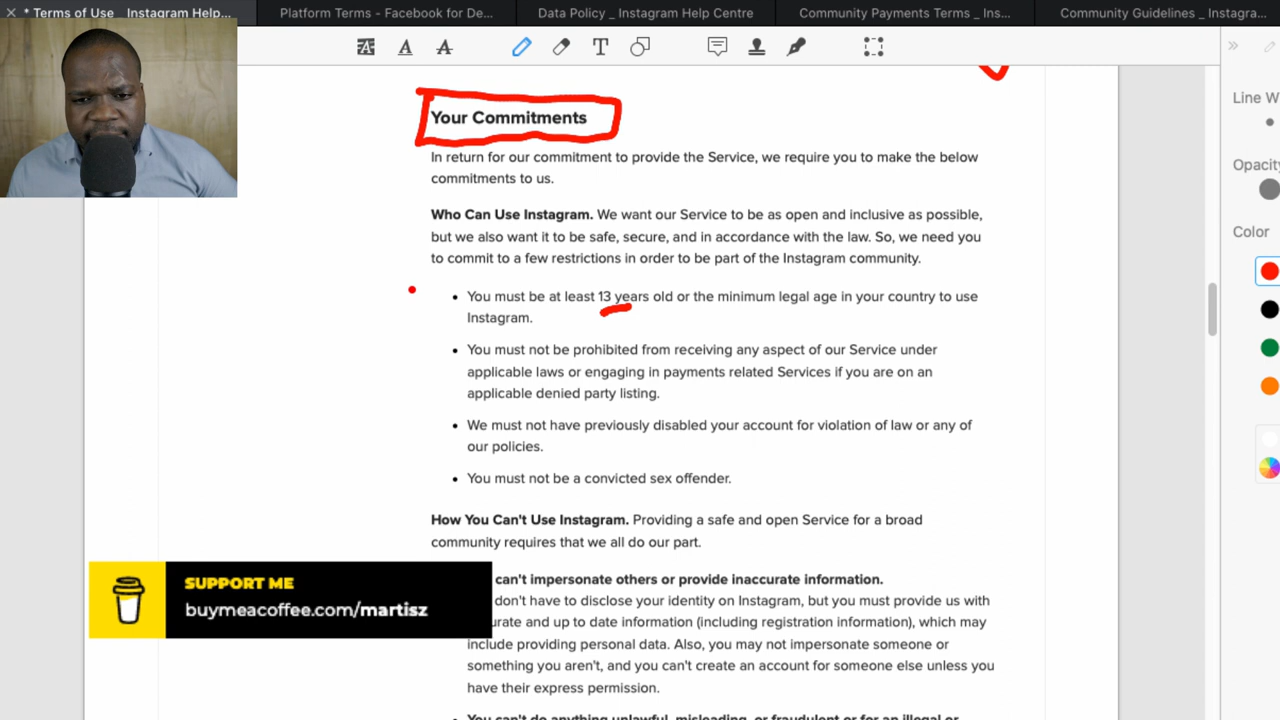 * Terms of Use _ Instagram Help...
Platform Terms - Facebook for De...
Data Policy _ Instagram Help Centre
Community Payments Terms _ Ins...
Community Guidelines _ Instagra...
Line W
Opacity
Color
Your Commitments
In return for our commitment to provide the Service, we require you to make the below
commitments to us.
Who Can Use Instagram. We want our Service to be as open and inclusive as possible,
but we also want it to be safe, secure, and in accordance with the law. So, we need you
to commit to a few restrictions in order to be part of the Instagram community.
• You must be at least 13 years old or the minimum legal age in your country to use
Instagram.
• You must not be prohibited from receiving any aspect of our Service under
applicable laws or engaging in payments related Services if you are on an
applicable denied party listing.
• We must not have previously disabled your account for violation of law or any of
our policies.
• You must not be a convicted sex offender.
How You Can't Use Instagram. Providing a safe and open Service for a broad
community requires that we all do our part.
can't impersonate others or provide inaccurate information.
don't have to disclose your identity on Instagram, but you must provide us with
urate and up to date information (including registration information), which may
include providing personal data. Also, you may not impersonate someone or
something you aren't, and you can't create an account for someone else unless you
have their express permission.
You can't do anything unlawful, misleading, or fraudulent or for an illegal or
SUPPORT ME
buymeacoffee.com/martisz